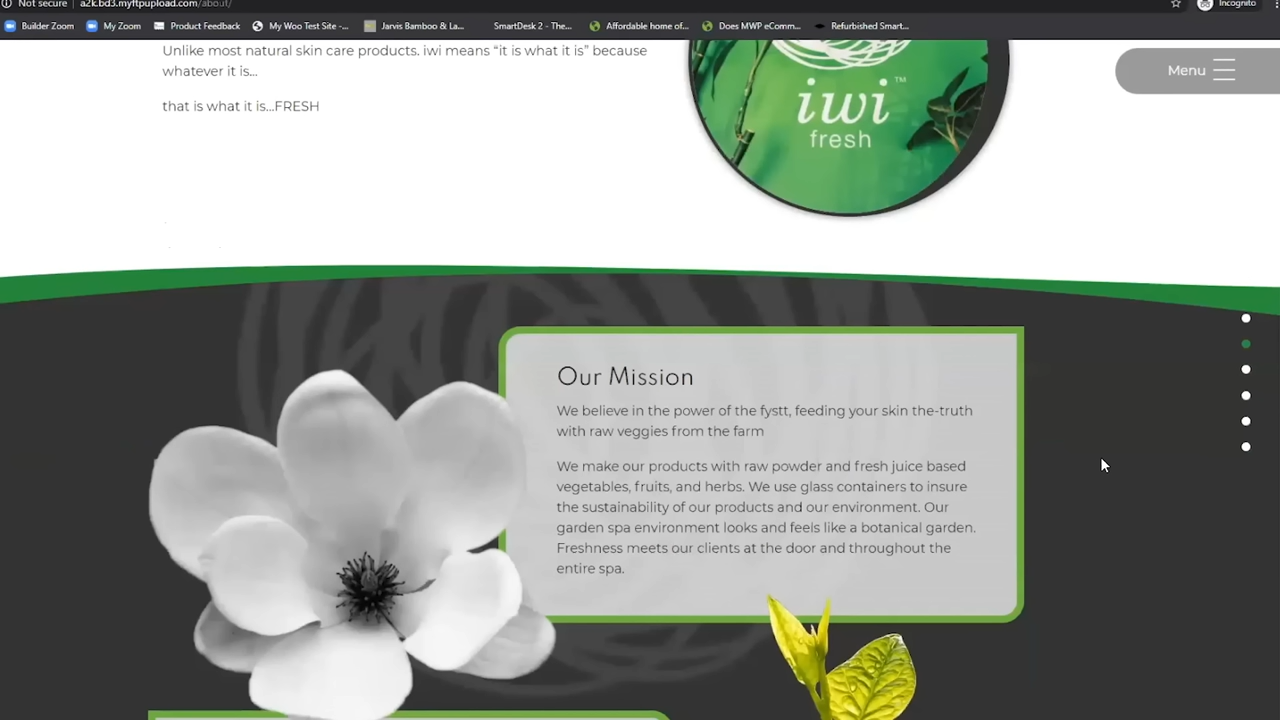 Not secure a2k.bd3.myftpupload.com/about/ Incognito
Builder Zoom My Zoom Product Feedback My Woo Test Site -... Jarvis Bamboo & La... SmartDesk 2 - The... Affordable home of... Does MWP eComm... Refurbished Smart...
Unlike most natural skin care products. iwi means “it is what it is” because
whatever it is...
that is what it is...FRESH
Menu
iwi™
fresh
Our Mission
We believe in the power of the fystt, feeding your skin the-truth
with raw veggies from the farm
We make our products with raw powder and fresh juice based
vegetables, fruits, and herbs. We use glass containers to insure
the sustainability of our products and our environment. Our
garden spa environment looks and feels like a botanical garden.
Freshness meets our clients at the door and throughout the
entire spa.